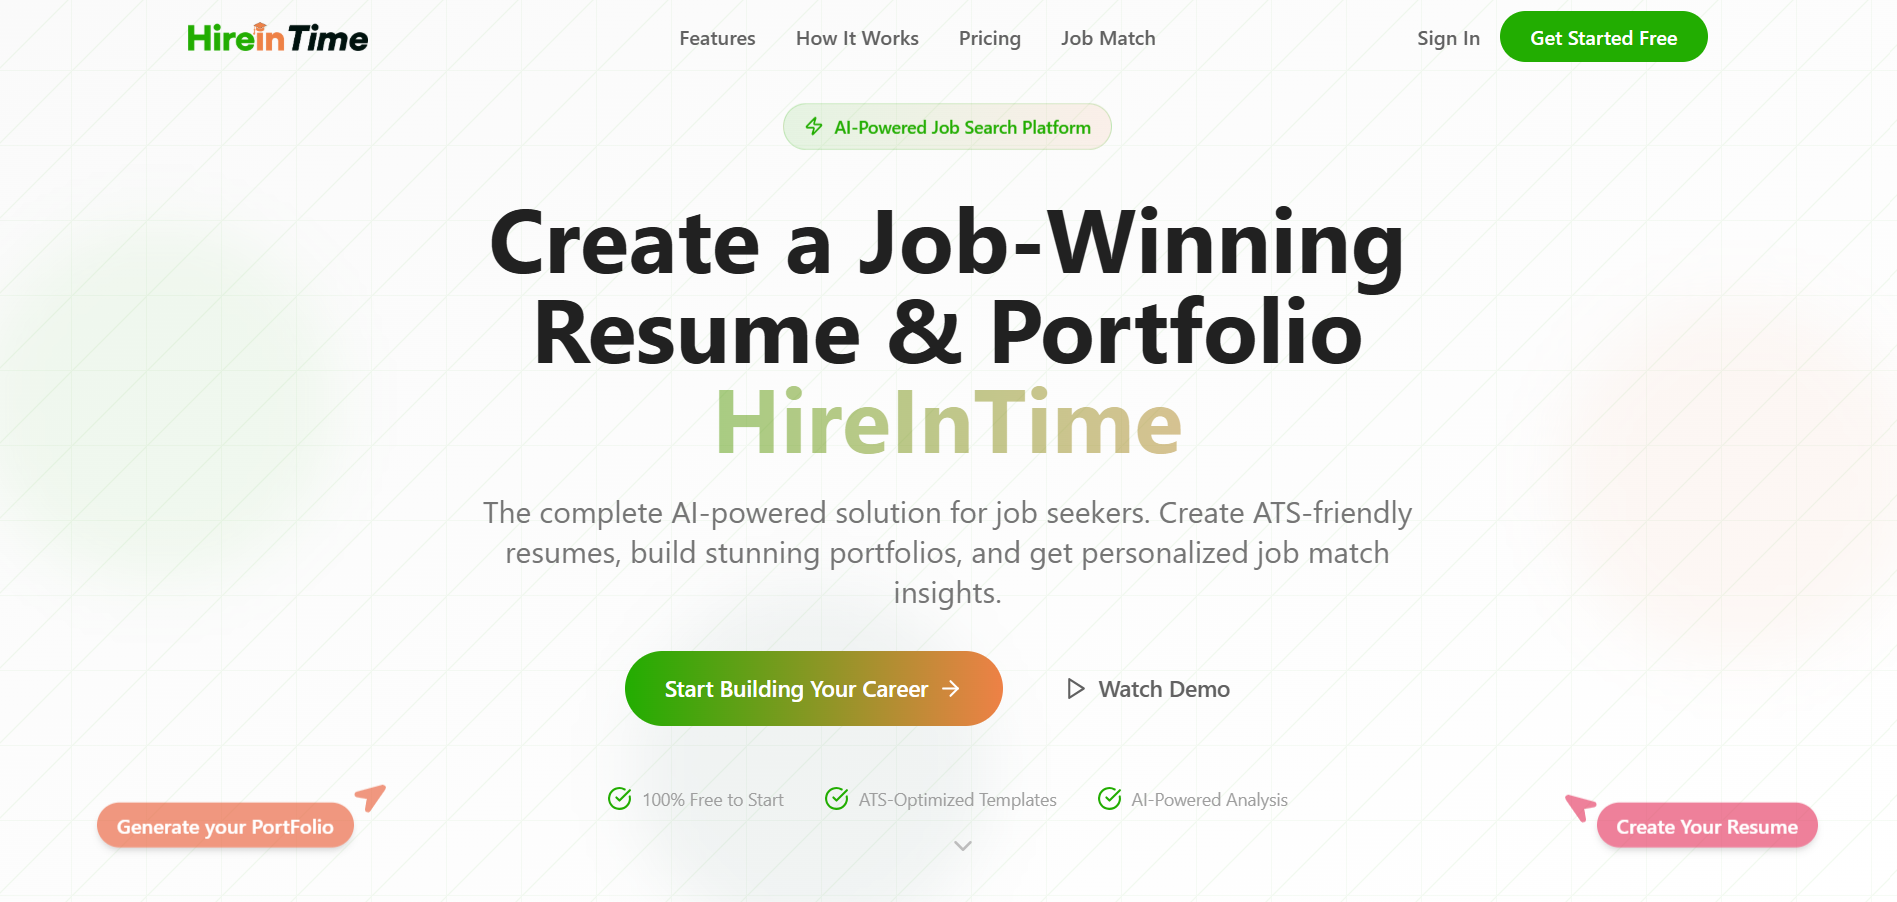 HireinTime
Features
How It Works
Pricing
Job Match
Sign In
Get Started Free
AI-Powered Job Search Platform
Create a Job-Winning
Resume & Portfolio
HireInTime
The complete AI-powered solution for job seekers. Create ATS-friendly
resumes, build stunning portfolios, and get personalized job match
insights.
Start Building Your Career
Watch Demo
100% Free to Start
ATS-Optimized Templates
AI-Powered Analysis
Generate your PortFolio
Create Your Resume